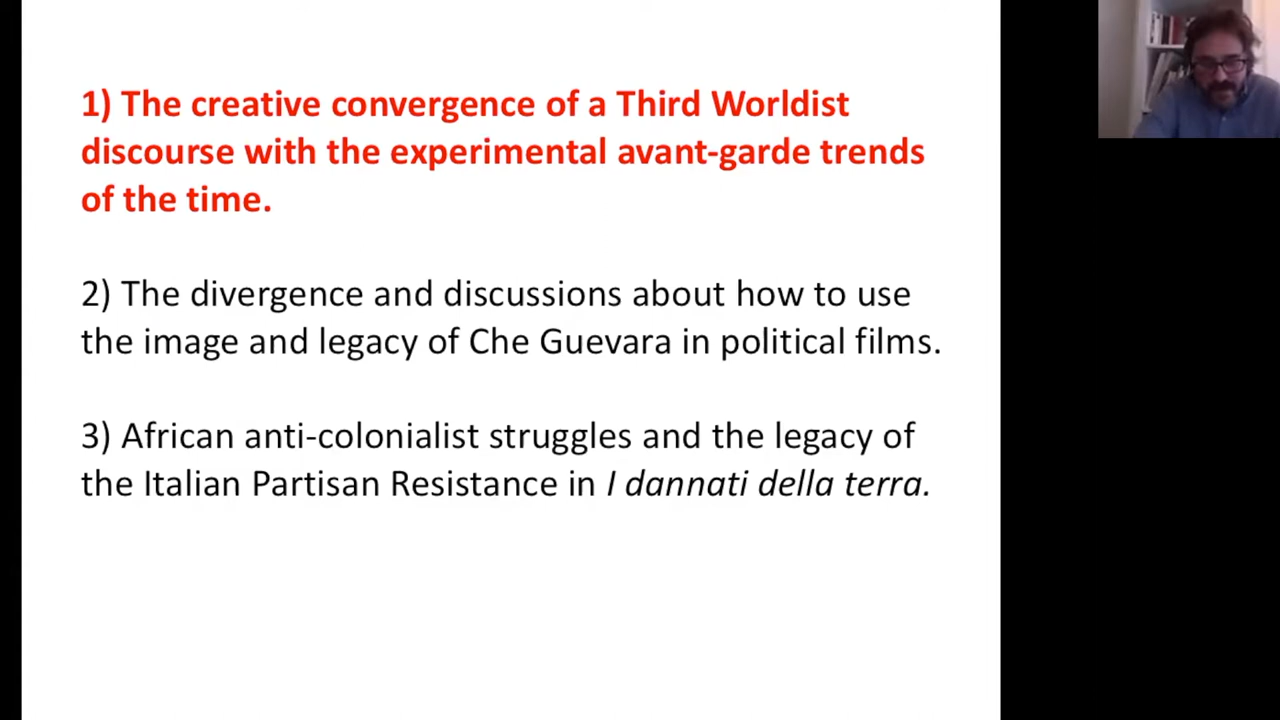 1) The creative convergence of a Third Worldist
discourse with the experimental avant-garde trends
of the time.
2) The divergence and discussions about how to use
the image and legacy of Che Guevara in political films.
3) African anti-colonialist struggles and the legacy of
the Italian Partisan Resistance in I dannati della terra.